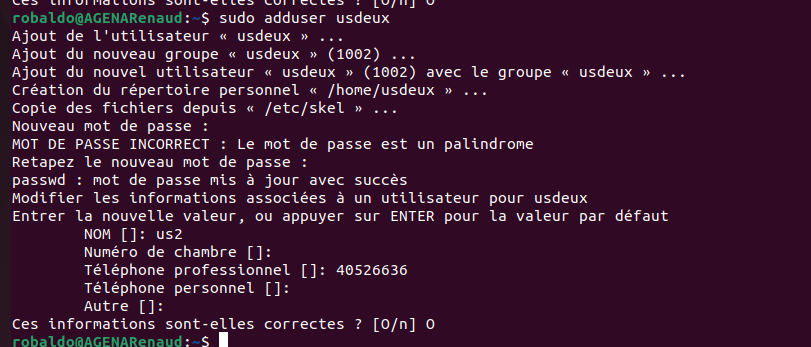 Ces informations sont-elles correctes ? [O/n] O
robaldo@AGENARenaud:~$ sudo adduser usdeux
Ajout de l'utilisateur « usdeux » ...
Ajout du nouveau groupe « usdeux » (1002) ...
Ajout du nouvel utilisateur « usdeux » (1002) avec le groupe « usdeux » ...
Création du répertoire personnel « /home/usdeux » ...
Copie des fichiers depuis « /etc/skel » ...
Nouveau mot de passe :
MOT DE PASSE INCORRECT : Le mot de passe est un palindrome
Retapez le nouveau mot de passe :
passwd : mot de passe mis à jour avec succès
Modifier les informations associées à un utilisateur pour usdeux
Entrer la nouvelle valeur, ou appuyer sur ENTER pour la valeur par défaut
NOM []: us2
Numéro de chambre []:
Téléphone professionnel []: 40526636
Téléphone personnel []:
Autre []:
Ces informations sont-elles correctes ? [O/n] O
robaldo@AGENARenaud:~$